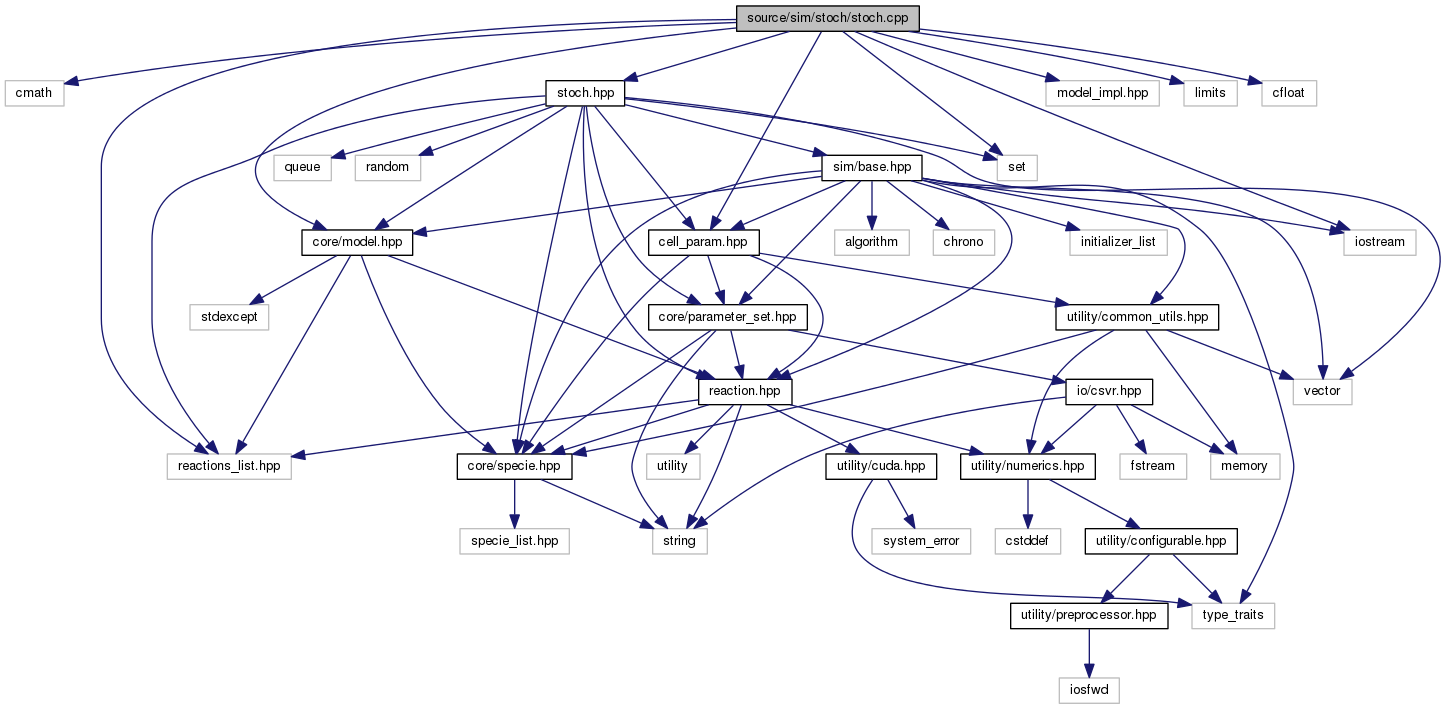 source/sim/stoch/stoch.cpp
cmath
stoch.hpp
model_impl.hpp
limits
cfloat
queue
random
sim/base.hpp
set
core/model.hpp
cell_param.hpp
algorithm
chrono
initializer_list
iostream
stdexcept
core/parameter_set.hpp
utility/common_utils.hpp
reaction.hpp
io/csvr.hpp
vector
reactions_list.hpp
core/specie.hpp
utility
utility/cuda.hpp
utility/numerics.hpp
fstream
memory
specie_list.hpp
string
system_error
cstddef
utility/configurable.hpp
utility/preprocessor.hpp
type_traits
iosfwd